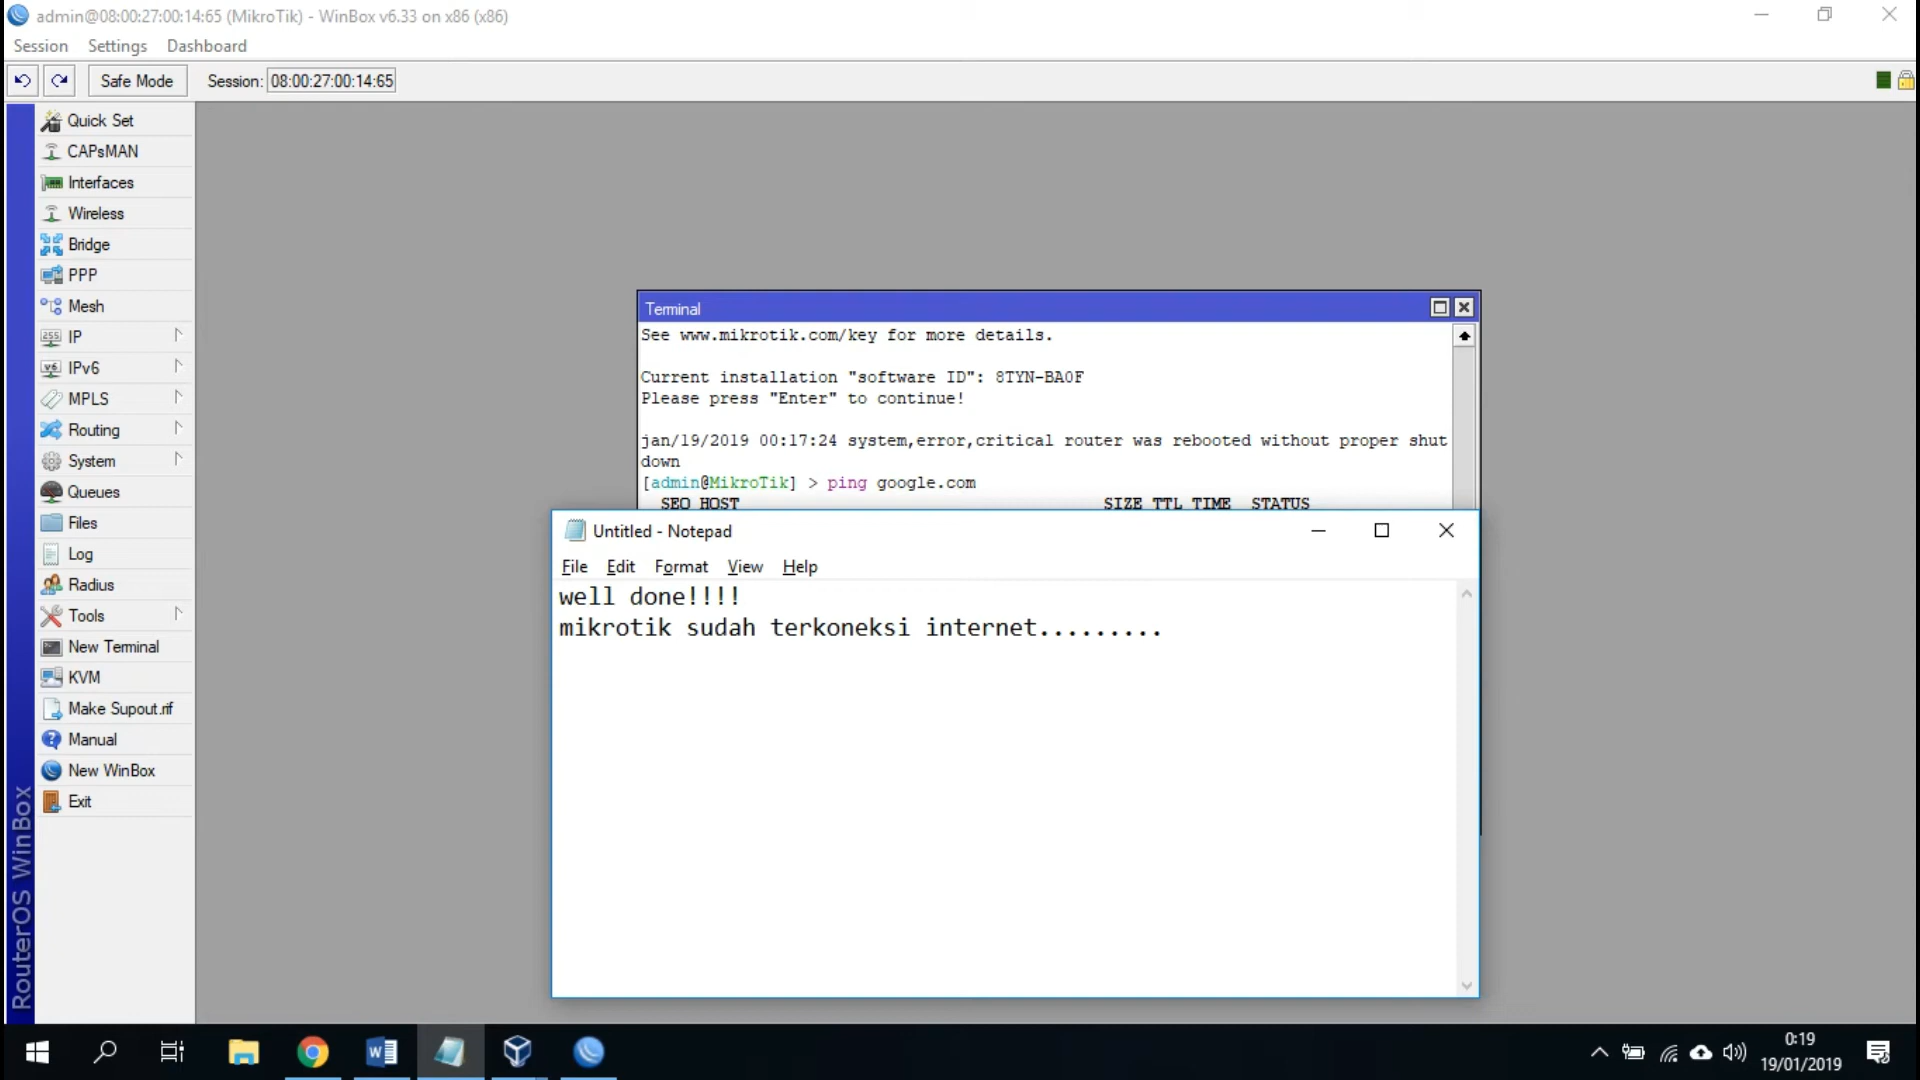 admin@08:00:27:00:14:65 (MikroTik) - WinBox v6.33 on x86 (x86)
Session Settings Dashboard
Safe Mode Session: 08:00:27:00:14:65
Quick Set
CAPsMAN
Interfaces
Wireless
Bridge
PPP
Mesh
255 IP
v6 IPv6
MPLS
Routing
System
Queues
Files
Log
Radius
Tools
New Terminal
KVM
Make Supout.rif
Manual
New WinBox
Exit
RouterOS WinBox
Terminal
See www.mikrotik.com/key for more details.
Current installation "software ID": 8TYN-BA0F
Please press "Enter" to continue!
jan/19/2019 00:17:24 system,error,critical router was rebooted without proper shut
down
[admin@MikroTik] > ping google.com
SEQ HOST SIZE TTL TIME STATUS
Untitled - Notepad
File Edit Format View Help
well done!!!!
mikrotik sudah terkoneksi internet.........
0:19
19/01/2019